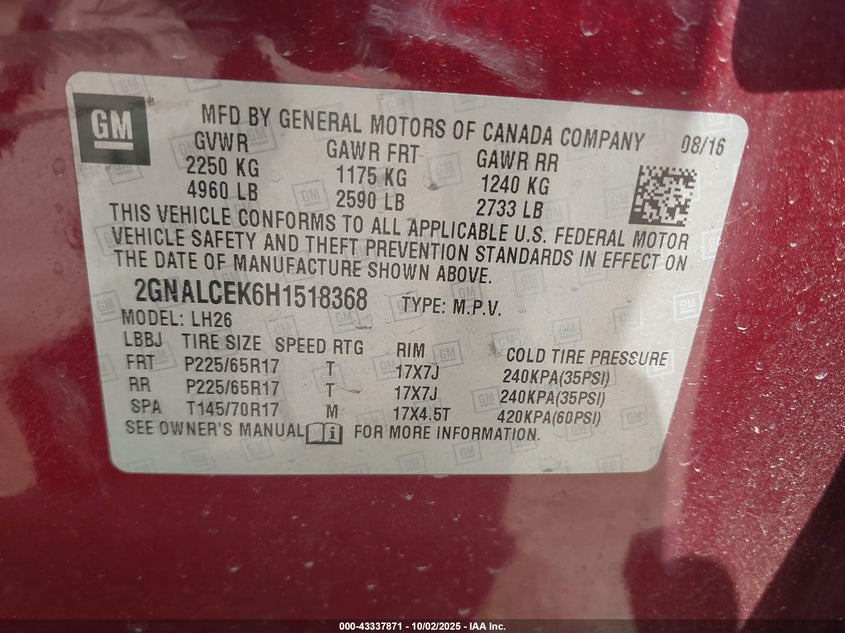 GM
MFD BY GENERAL MOTORS OF CANADA COMPANY 08/16
GVWR GAWR FRT GAWR RR
2250 KG 1175 KG 1240 KG
4960 LB 2590 LB 2733 LB
THIS VEHICLE CONFORMS TO ALL APPLICABLE U.S. FEDERAL MOTOR
VEHICLE SAFETY AND THEFT PREVENTION STANDARDS IN EFFECT ON
THE DATE OF MANUFACTURE SHOWN ABOVE.
2GNALCEK6H1518368 TYPE: M.P.V.
MODEL: LH26
LBBJ TIRE SIZE SPEED RTG RIM COLD TIRE PRESSURE
FRT P225/65R17 T 17X7J 240KPA(35PSI)
RR P225/65R17 T 17X7J 240KPA(35PSI)
SPA T145/70R17 M 17X4.5T 420KPA(60PSI)
SEE OWNER'S MANUAL FOR MORE INFORMATION.
000-43337871 - 10/02/2025 - IAA Inc.